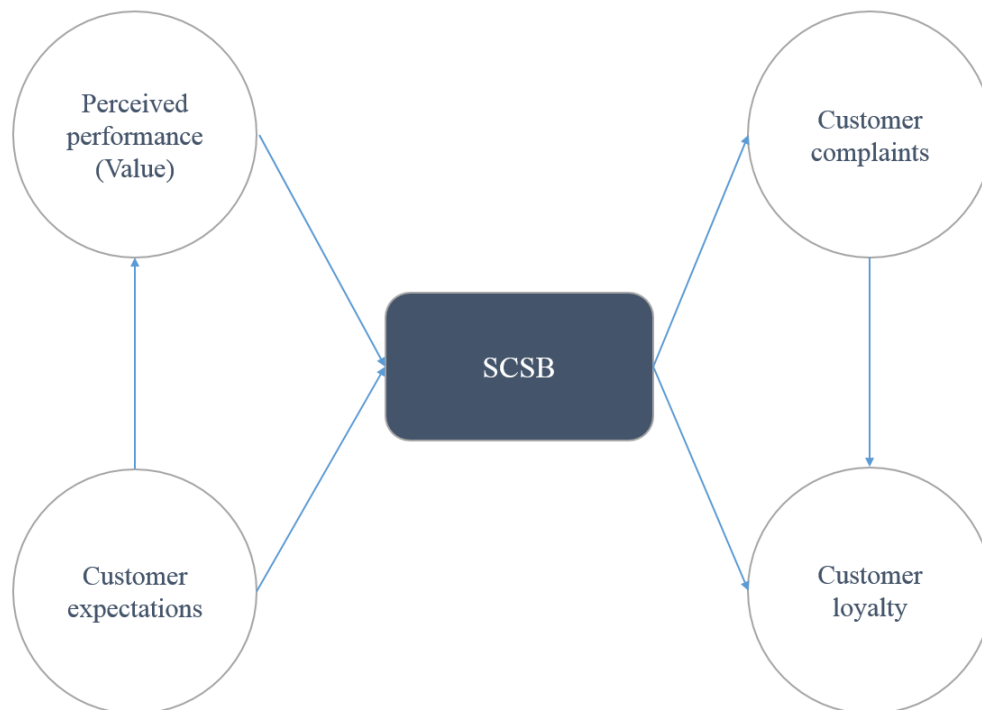 Perceived
performance
(Value)
Customer
complaints
SCSB
Customer
expectations
Customer
loyalty